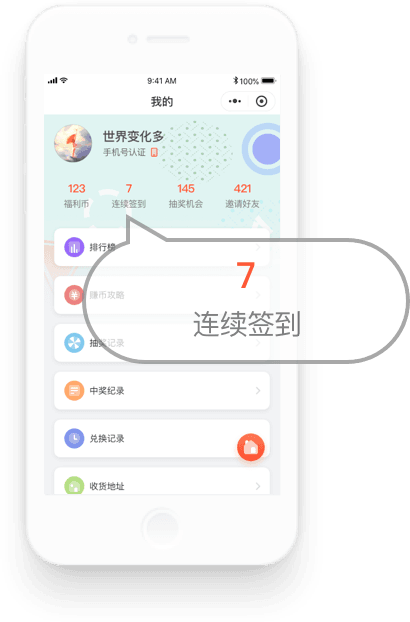 9:41 AM
100%
我的
世界变化多
手机号认证
123
7
145
421
福利币
连续签到
抽奖机会
邀请好友
排行榜
赚币攻略
抽奖记录
中奖纪录
兑换记录
收货地址
7
连续签到